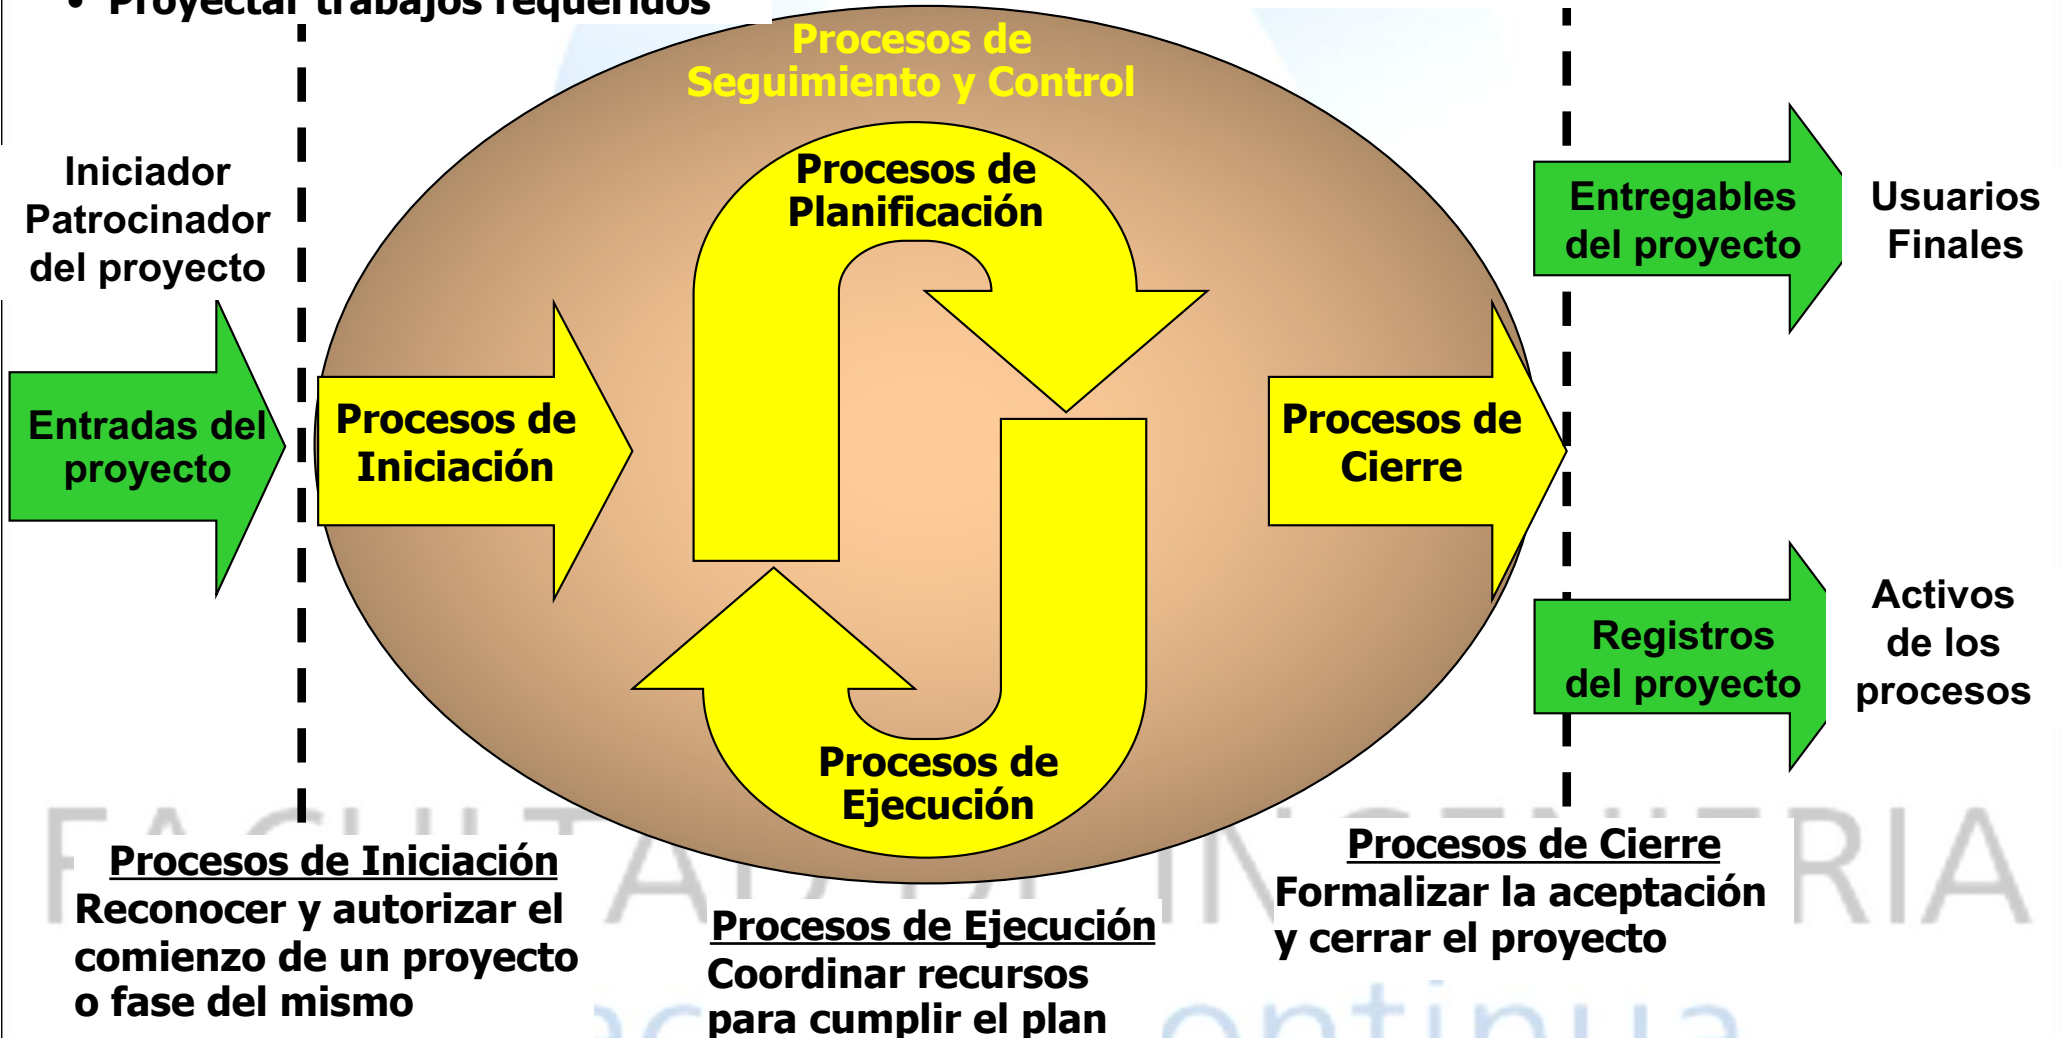 • Proyectar trabajos requeridos
Procesos de
Seguimiento y Control
Iniciador
Patrocinador
del proyecto
Procesos de
Planificación
Entregables
del proyecto
Usuarios
Finales
Entradas del
proyecto
Procesos de
Iniciación
Procesos de
Cierre
Registros
del proyecto
Activos
de los
procesos
Procesos de
Ejecución
Procesos de Iniciación
Reconocer y autorizar el
comienzo de un proyecto
o fase del mismo
Procesos de Ejecución
Coordinar recursos
para cumplir el plan
Procesos de Cierre
Formalizar la aceptación
y cerrar el proyecto